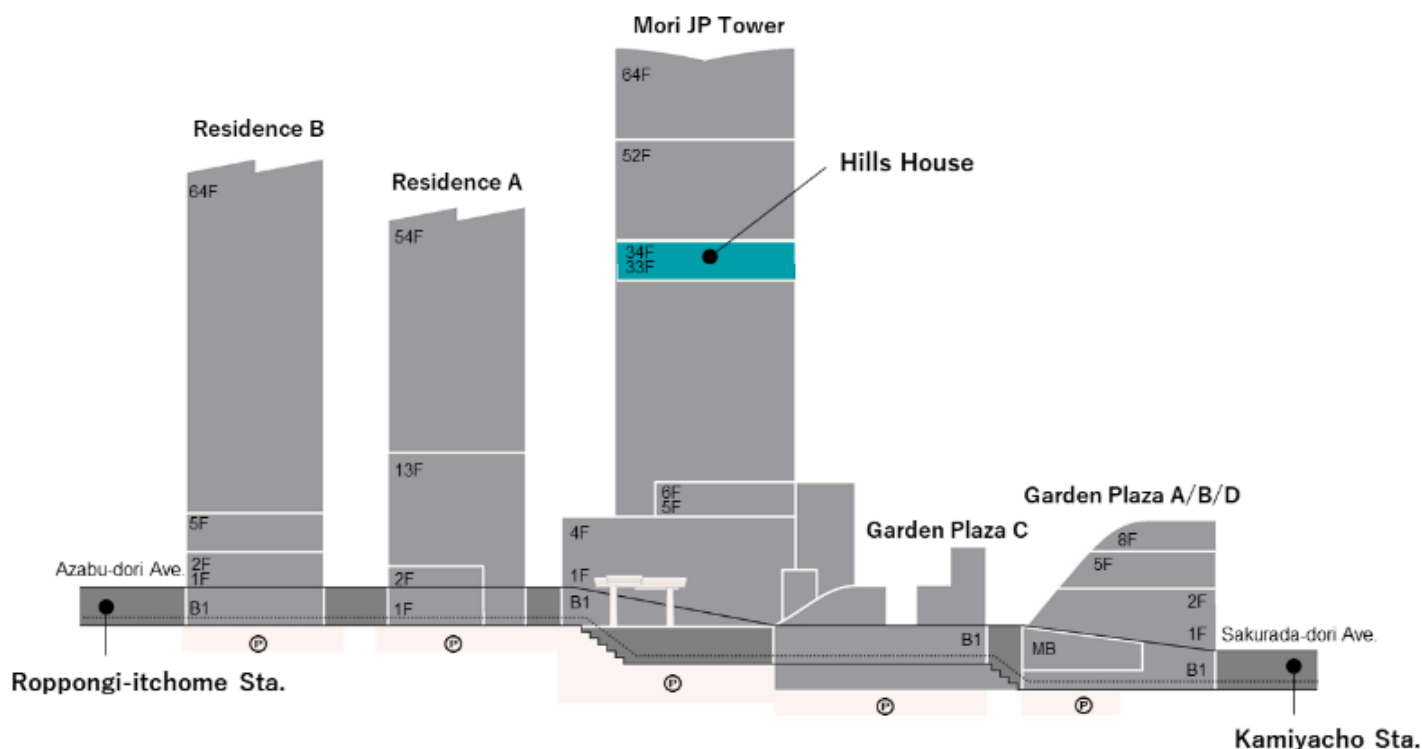 Mori JP Tower
64F
52F
Hills House
34F
33F
Residence B
64F
Residence A
54F
13F
5F
2F
1F
B1
2F
1F
6F
5F
4F
1F
B1
Garden Plaza C
B1
Garden Plaza A/B/D
8F
5F
2F
1F
MB
B1
Azabu-dori Ave.
Sakurada-dori Ave.
P
P
P
P
P
Roppongi-itchome Sta.
Kamiyacho Sta.